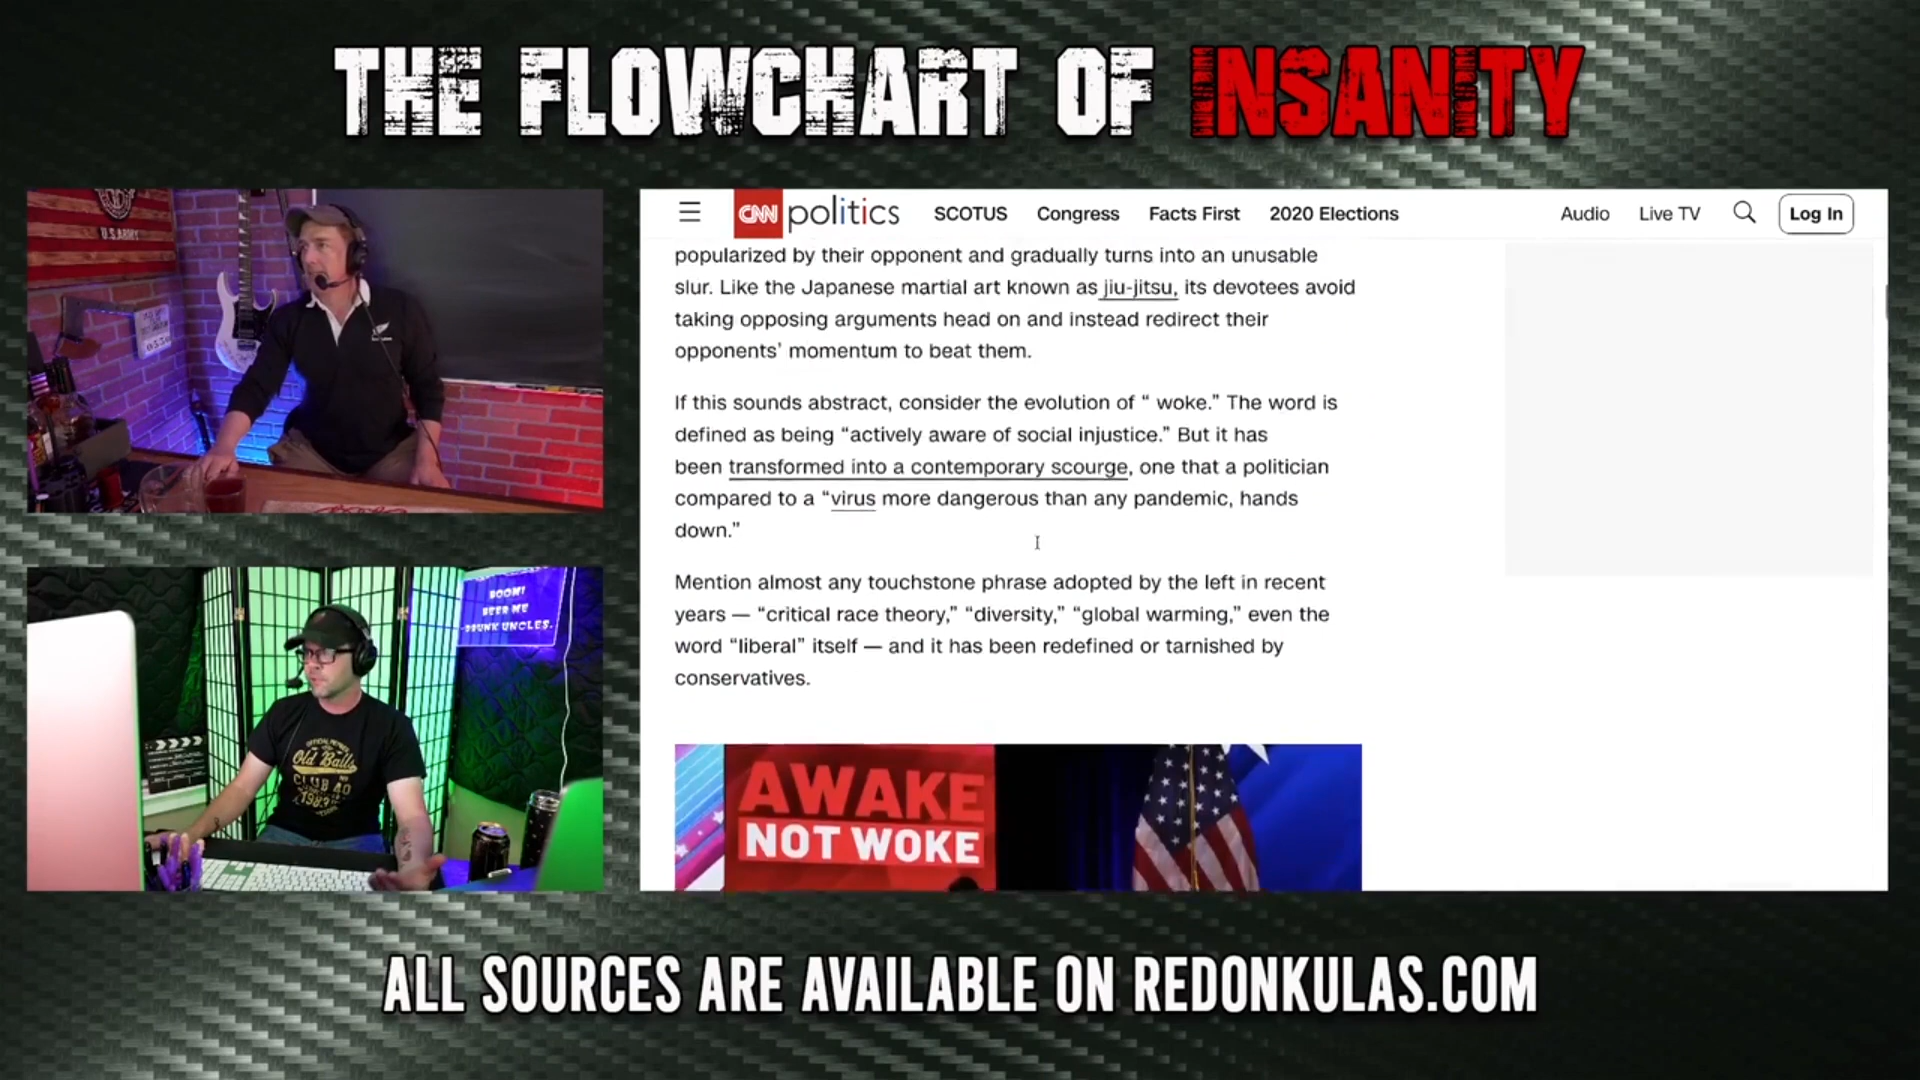 THE FLOWCHART OF INSANITY
U.S. ARMY
CNN politics SCOTUS Congress Facts First 2020 Elections Audio Live TV Log In
popularized by their opponent and gradually turns into an unusable
slur. Like the Japanese martial art known as jiu-jitsu, its devotees avoid
taking opposing arguments head on and instead redirect their
opponents’ momentum to beat them.
If this sounds abstract, consider the evolution of “ woke.” The word is
defined as being “actively aware of social injustice.” But it has
been transformed into a contemporary scourge, one that a politician
compared to a “virus more dangerous than any pandemic, hands
down.”
Mention almost any touchstone phrase adopted by the left in recent
years — “critical race theory,” “diversity,” “global warming,” even the
word “liberal” itself — and it has been redefined or tarnished by
conservatives.
AWAKE
NOT WOKE
BOOM!
BEER ME
DRUNK UNCLES.
OFFICIAL MEMBER
Old Balls
CLUB 40
1983
ALL SOURCES ARE AVAILABLE ON REDONKULAS.COM